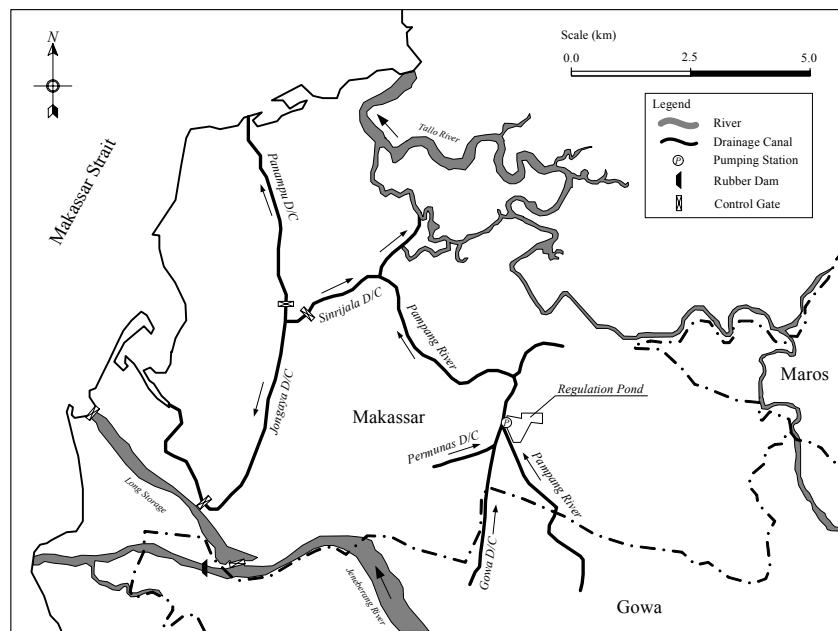 N
Scale (km)
0.0 2.5 5.0
Legend
River
Drainage Canal
P Pumping Station
Rubber Dam
Control Gate
Makassar Strait
Tallo River
Panampu D/C
Sinrijala D/C
Pampang River
Jongaya D/C
Maros
Regulation Pond
Makassar
P
Permunas D/C
Pampang River
Long Storage
Gowa D/C
Jeneberang River
Gowa